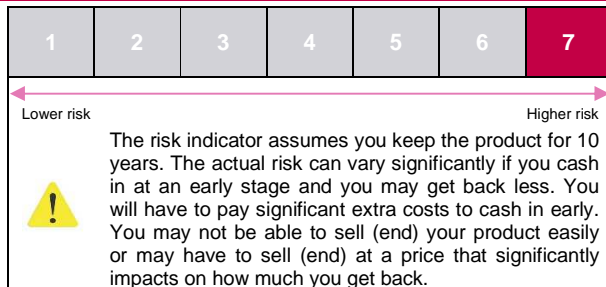 1 2 3 4 5 6 7
Lower risk Higher risk
The risk indicator assumes you keep the product for 10
years. The actual risk can vary significantly if you cash
in at an early stage and you may get back less. You
will have to pay significant extra costs to cash in early.
You may not be able to sell (end) your product easily
or may have to sell (end) at a price that significantly
impacts on how much you get back.